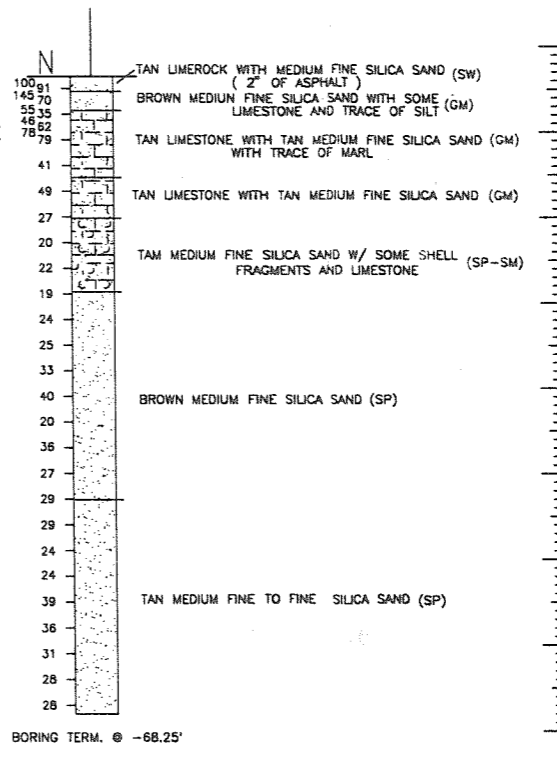 N
TAN LIMEROCK WITH MEDIUM FINE SILICA SAND (SW)
( 2" OF ASPHALT )
100 91
145 70
BROWN MEDIUN FINE SILICA SAND WITH SOME
LIMESTONE AND TRACE OF SILT (GM)
55 35
46 62
78 79
TAN LIMESTONE WITH TAN MEDIUM FINE SILICA SAND (GM)
WITH TRACE OF MARL
41
49
TAN LIMESTONE WITH TAN MEDIUM FINE SILICA SAND (GM)
27
20
TAM MEDIUM FINE SILICA SAND W/ SOME SHELL
FRAGMENTS AND LIMESTONE (SP-SM)
22
19
24
25
33
40
BROWN MEDIUM FINE SILICA SAND (SP)
20
36
27
29
29
24
24
39
TAN MEDIUM FINE TO FINE SILICA SAND (SP)
36
31
28
28
BORING TERM. @ -68.25'